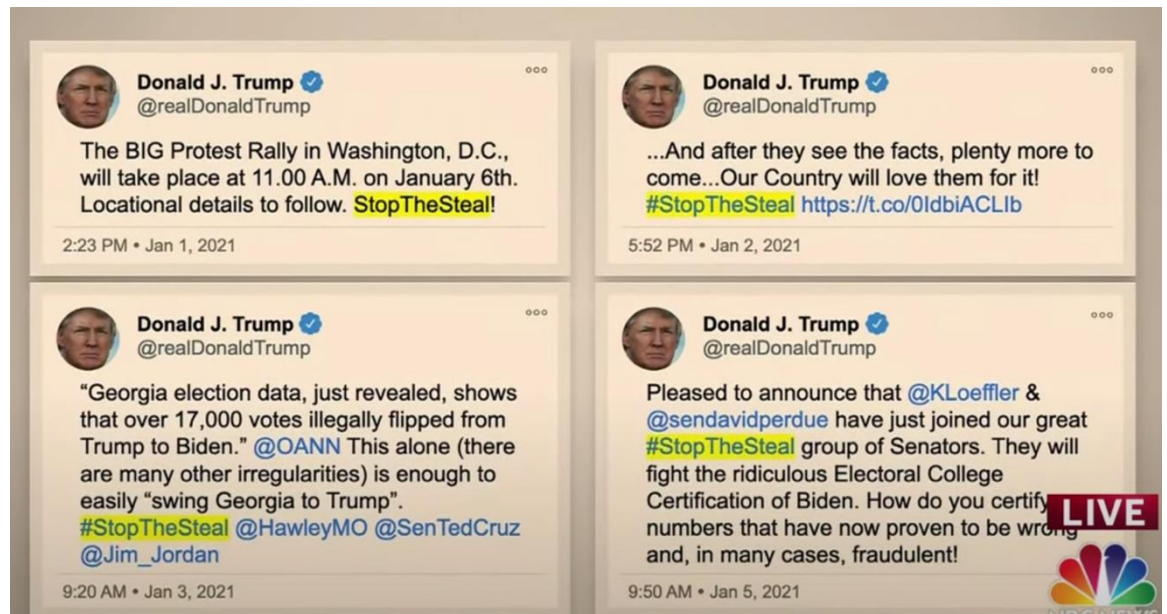 Donald J. Trump
@realDonaldTrump
The BIG Protest Rally in Washington, D.C.,
will take place at 11.00 A.M. on January 6th.
Locational details to follow. StopTheSteal!
2:23 PM • Jan 1, 2021
Donald J. Trump
@realDonaldTrump
...And after they see the facts, plenty more to
come...Our Country will love them for it!
#StopTheSteal https://t.co/0IdbiACLIb
5:52 PM • Jan 2, 2021
Donald J. Trump
@realDonaldTrump
“Georgia election data, just revealed, shows
that over 17,000 votes illegally flipped from
Trump to Biden.” @OANN This alone (there
are many other irregularities) is enough to
easily “swing Georgia to Trump”.
#StopTheSteal @HawleyMO @SenTedCruz
@Jim_Jordan
9:20 AM • Jan 3, 2021
Donald J. Trump
@realDonaldTrump
Pleased to announce that @KLoeffler &
@sendavidperdue have just joined our great
#StopTheSteal group of Senators. They will
fight the ridiculous Electoral College
Certification of Biden. How do you certify
numbers that have now proven to be wrong
and, in many cases, fraudulent!
9:50 AM • Jan 5, 2021
LIVE
NBC NEWS